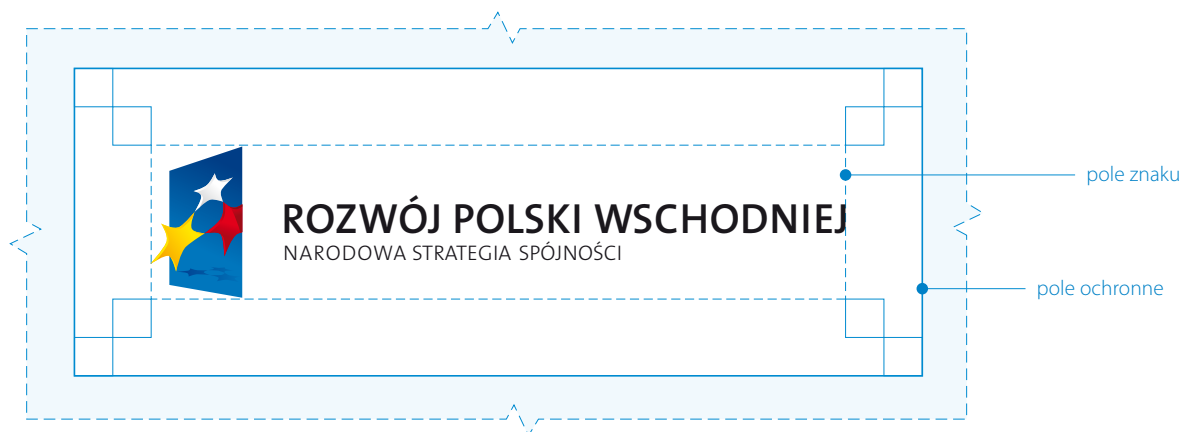 pole znaku
ROZWÓJ POLSKI WSCHODNIEJ
NARODOWA STRATEGIA SPÓJNOŚCI
pole ochronne